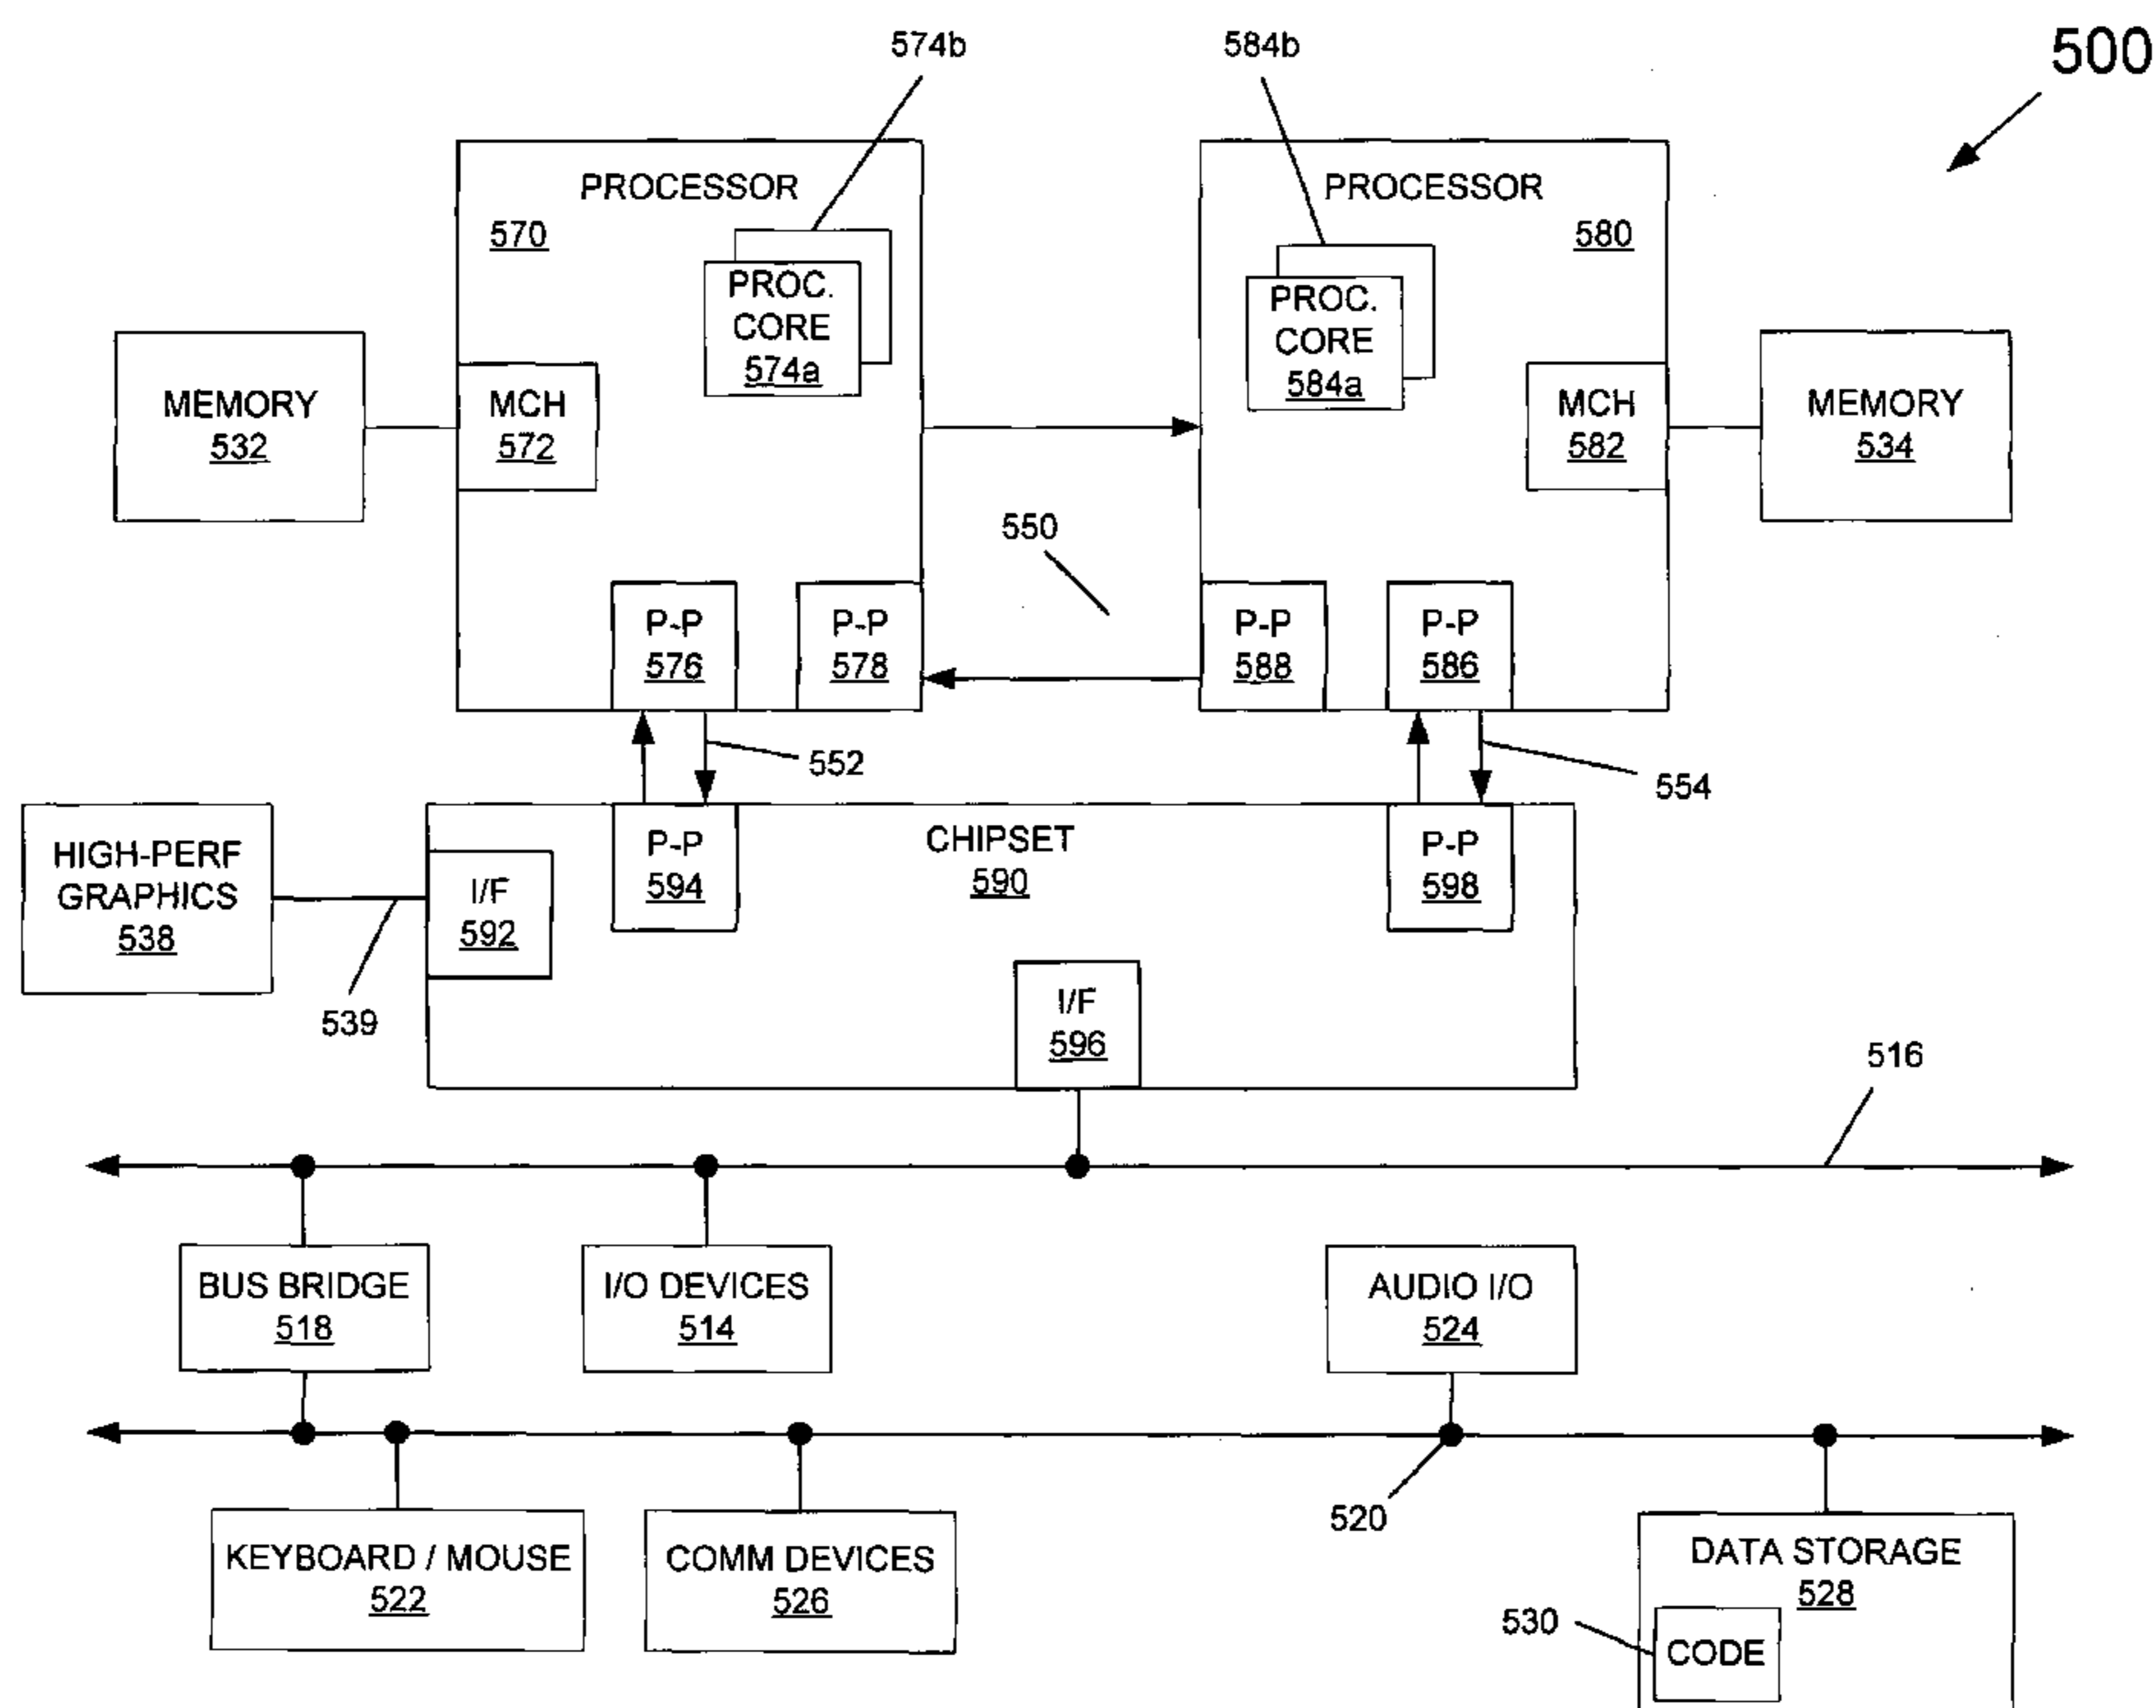 574b
584b
500
PROCESSOR
570
PROC.
CORE
574a
PROCESSOR
580
PROC.
CORE
584a
MEMORY
532
MCH
572
MCH
582
MEMORY
534
550
P-P
576
P-P
578
P-P
588
P-P
586
552
554
HIGH-PERF
GRAPHICS
538
539
I/F
592
P-P
594
CHIPSET
590
P-P
598
I/F
596
516
BUS BRIDGE
518
I/O DEVICES
514
AUDIO I/O
524
520
KEYBOARD / MOUSE
522
COMM DEVICES
526
DATA STORAGE
528
530
CODE